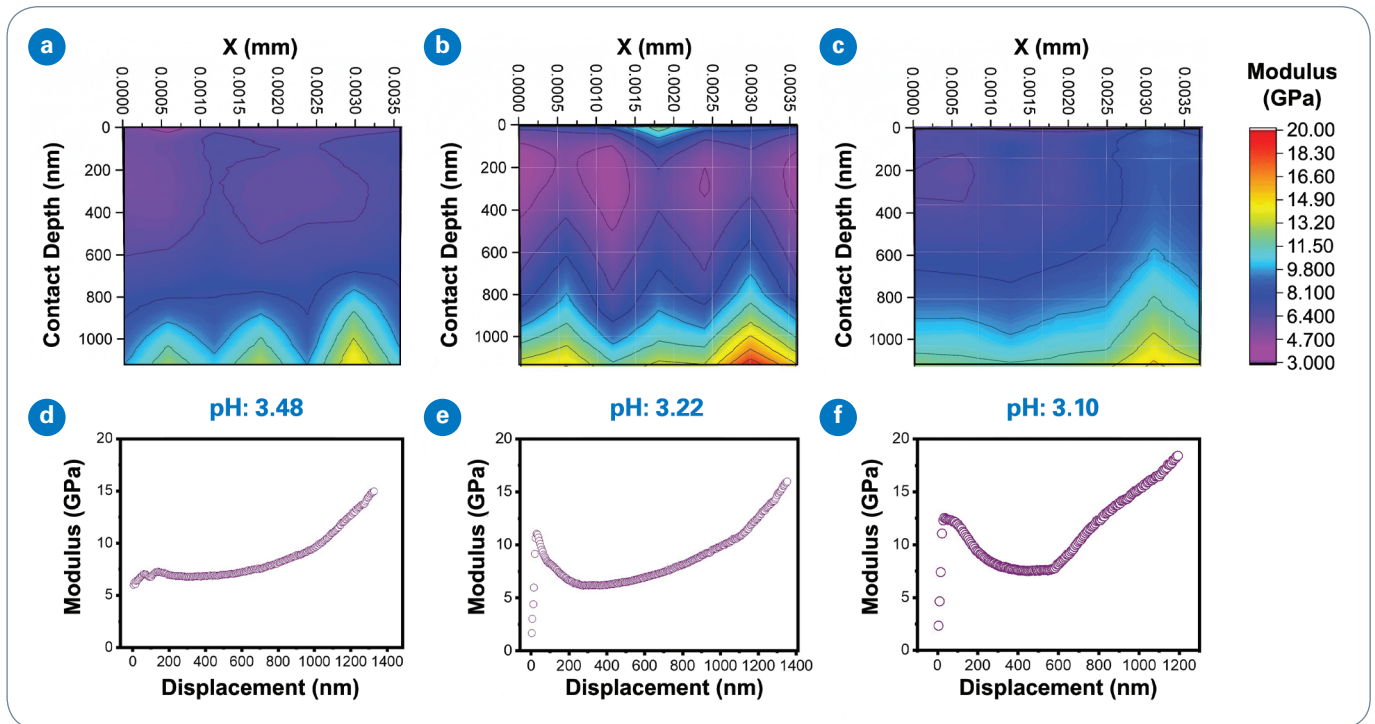 a
X (mm)
0.0000 0.0005 0.0010 0.0015 0.0020 0.0025 0.0030 0.0035
Contact Depth (nm)
0
200
400
600
800
1000
b
X (mm)
0.0000 0.0005 0.0010 0.0015 0.0020 0.0025 0.0030 0.0035
Contact Depth (nm)
0
200
400
600
800
1000
c
X (mm)
0.0000 0.0005 0.0010 0.0015 0.0020 0.0025 0.0030 0.0035
Contact Depth (nm)
0
200
400
600
800
1000
Modulus
(GPa)
20.00
18.30
16.60
14.90
13.20
11.50
9.800
8.100
6.400
4.700
3.000
d
pH: 3.48
Modulus (GPa)
20
15
10
5
0
0 200 400 600 800 1000 1200 1400
Displacement (nm)
e
pH: 3.22
Modulus (GPa)
20
15
10
5
0
0 200 400 600 800 1000 1200 1400
Displacement (nm)
f
pH: 3.10
Modulus (GPa)
20
15
10
5
0
0 200 400 600 800 1000 1200
Displacement (nm)